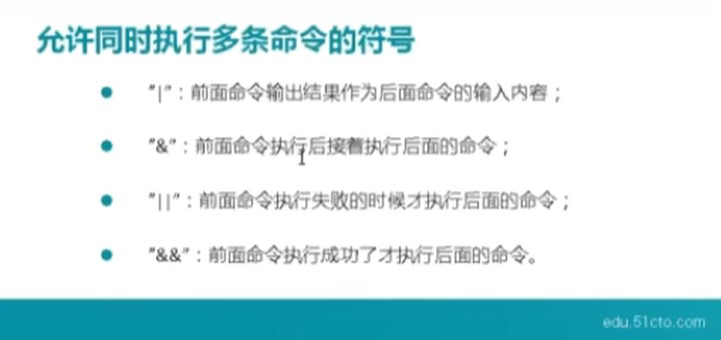 允许同时执行多条命令的符号
"|"：前面命令输出结果作为后面命令的输入内容；
"&"：前面命令执行后接着执行后面的命令；
"||"：前面命令执行失败的时候才执行后面的命令；
"&&"：前面命令执行成功了才执行后面的命令。
edu.51cto.com